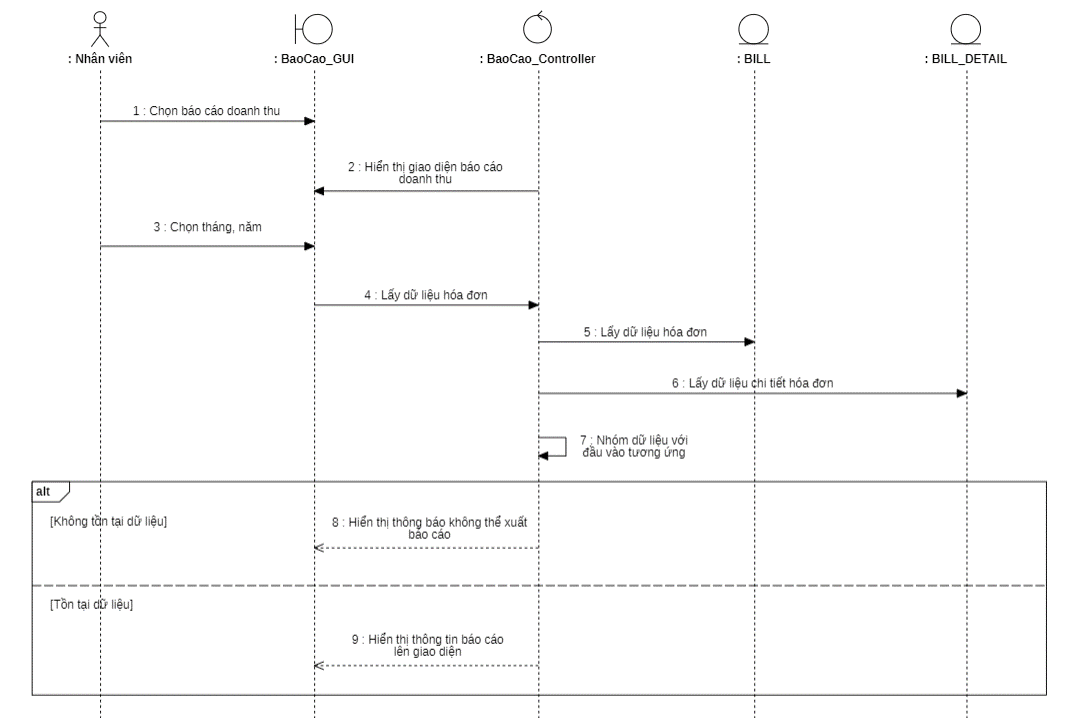 : Nhân viên
: BaoCao_GUI
: BaoCao_Controller
: BILL
: BILL_DETAIL
1 : Chọn báo cáo doanh thu
2 : Hiển thị giao diện báo cáo
doanh thu
3 : Chọn tháng, năm
4 : Lấy dữ liệu hóa đơn
5 : Lấy dữ liệu hóa đơn
6 : Lấy dữ liệu chi tiết hóa đơn
7 : Nhóm dữ liệu với
đầu vào tương ứng
alt
[Không tồn tại dữ liệu]
8 : Hiển thị thông báo không thể xuất
báo cáo
[Tồn tại dữ liệu]
9 : Hiển thị thông tin báo cáo
lên giao diện